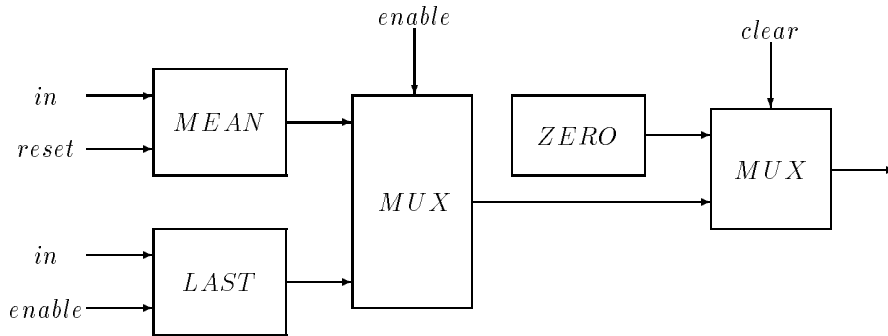 enable
clear
in
MEAN
reset
ZERO
MUX
MUX
in
LAST
enable